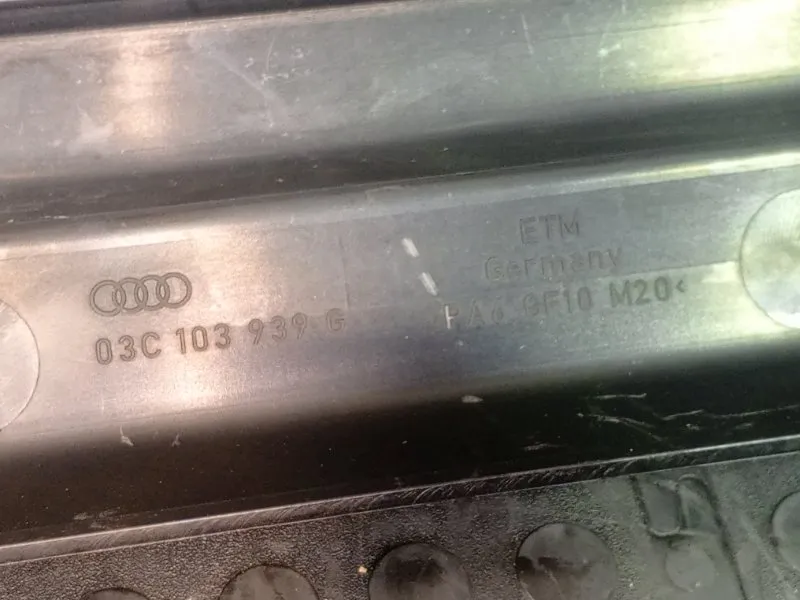 ETM
Germany
03C 103 939 G
PA6 GF10 M20<